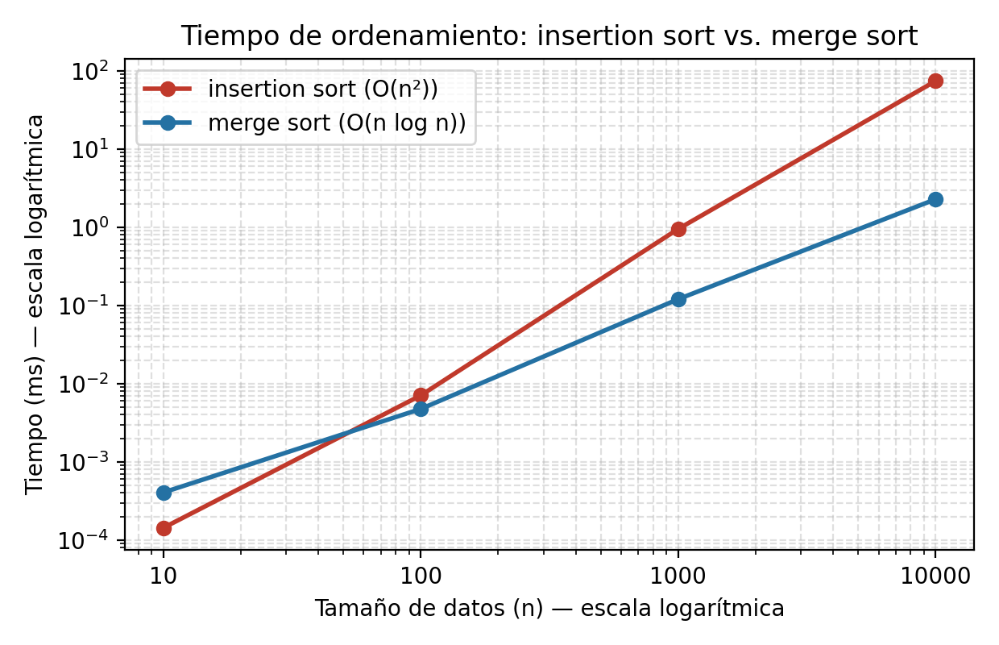 Tiempo de ordenamiento: insertion sort vs. merge sort
insertion sort (O(n²))
merge sort (O(n log n))
Tiempo (ms) — escala logarítmica
10²
10¹
10⁰
10⁻¹
10⁻²
10⁻³
10⁻⁴
10 100 1000 10000
Tamaño de datos (n) — escala logarítmica